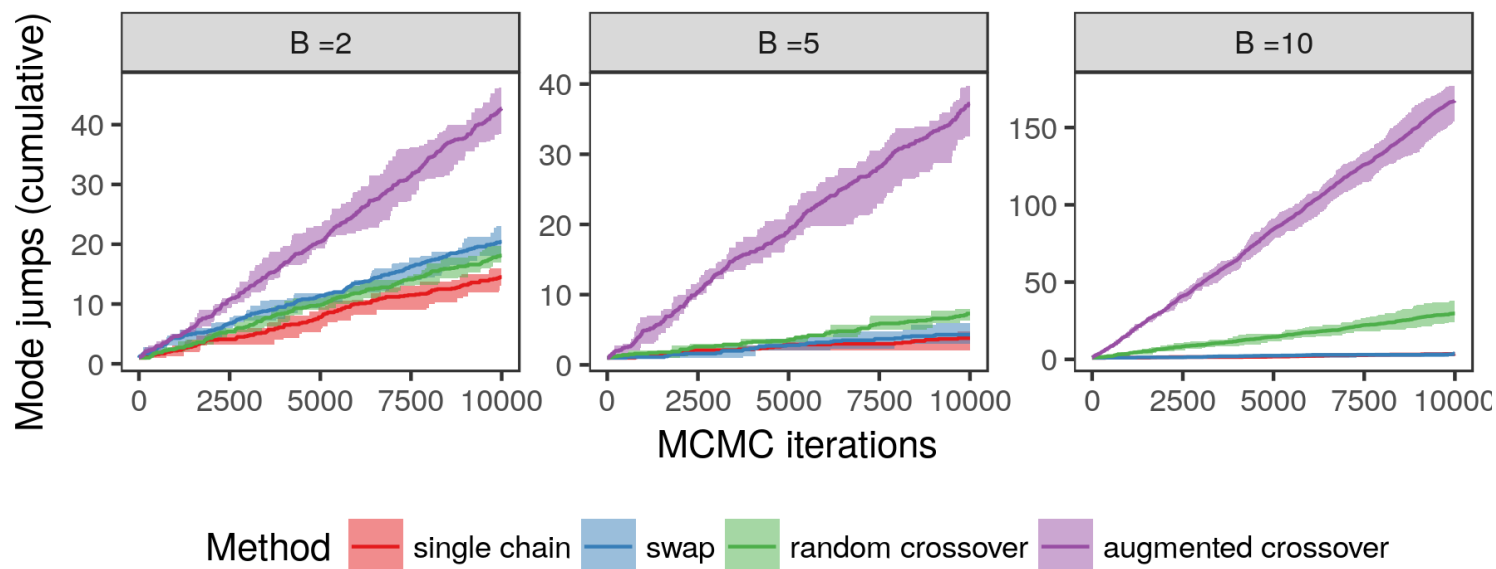 B =2
B =5
B =10
Mode jumps (cumulative)
40
30
20
10
0
40
30
20
10
0
150
100
50
0
0 2500 5000 7500 10000
0 2500 5000 7500 10000
0 2500 5000 7500 10000
MCMC iterations
Method single chain swap random crossover augmented crossover